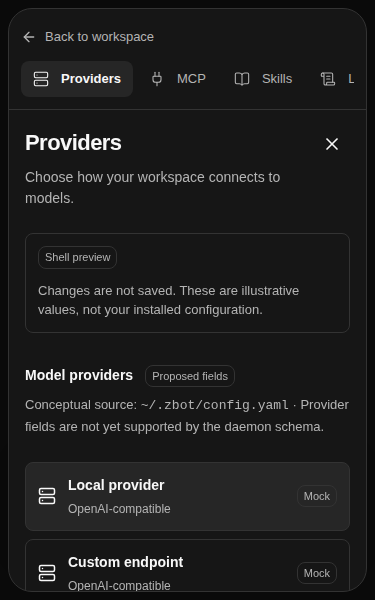 Back to workspace
Providers MCP Skills L
Providers
Choose how your workspace connects to
models.
Shell preview
Changes are not saved. These are illustrative
values, not your installed configuration.
Model providers Proposed fields
Conceptual source: ~/.zbot/config.yaml · Provider
fields are not yet supported by the daemon schema.
Local provider
OpenAI-compatible
Mock
Custom endpoint
OpenAI-compatible
Mock